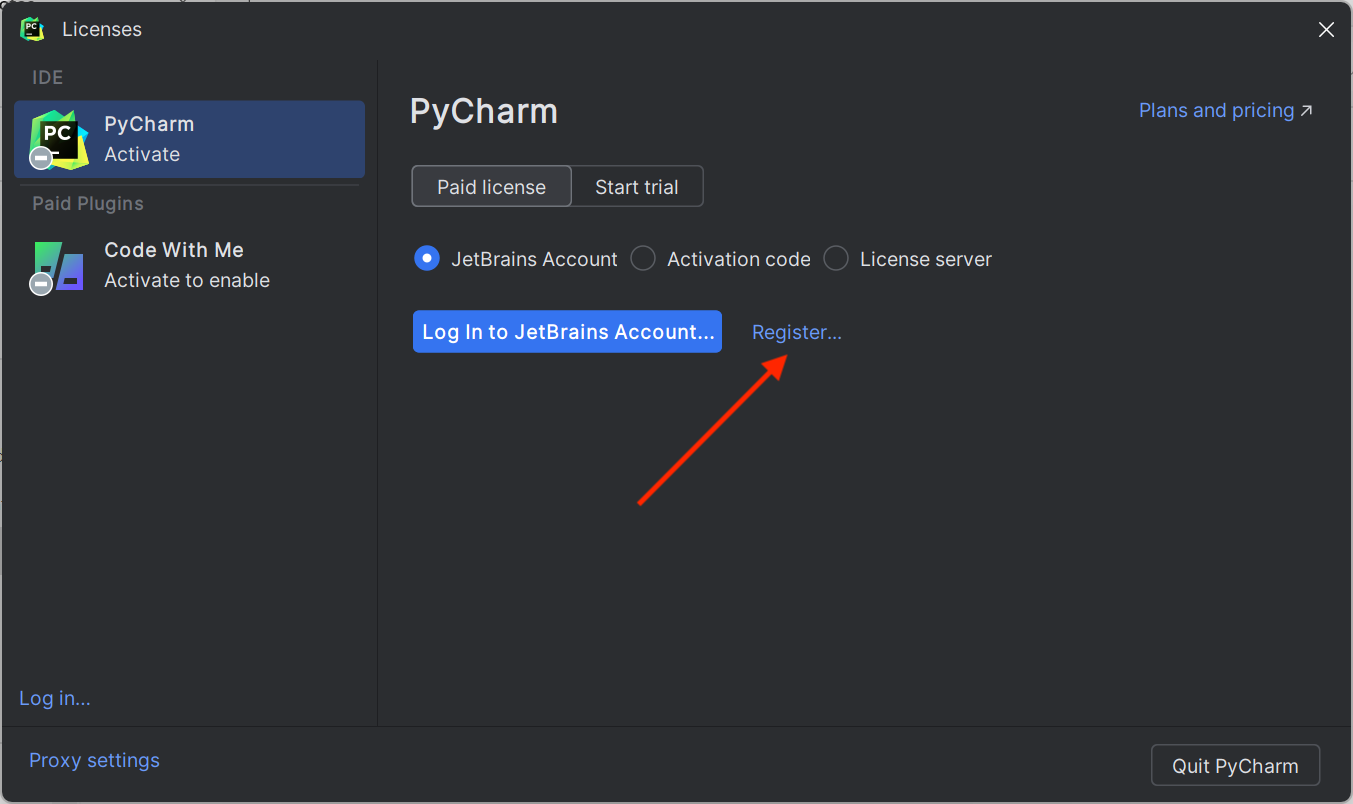 Licenses
IDE
PC
PyCharm
Activate
Paid Plugins
Code With Me
Activate to enable
Log in...
PyCharm
Plans and pricing ↗
Paid license Start trial
JetBrains Account Activation code License server
Log In to JetBrains Account... Register...
Proxy settings
Quit PyCharm